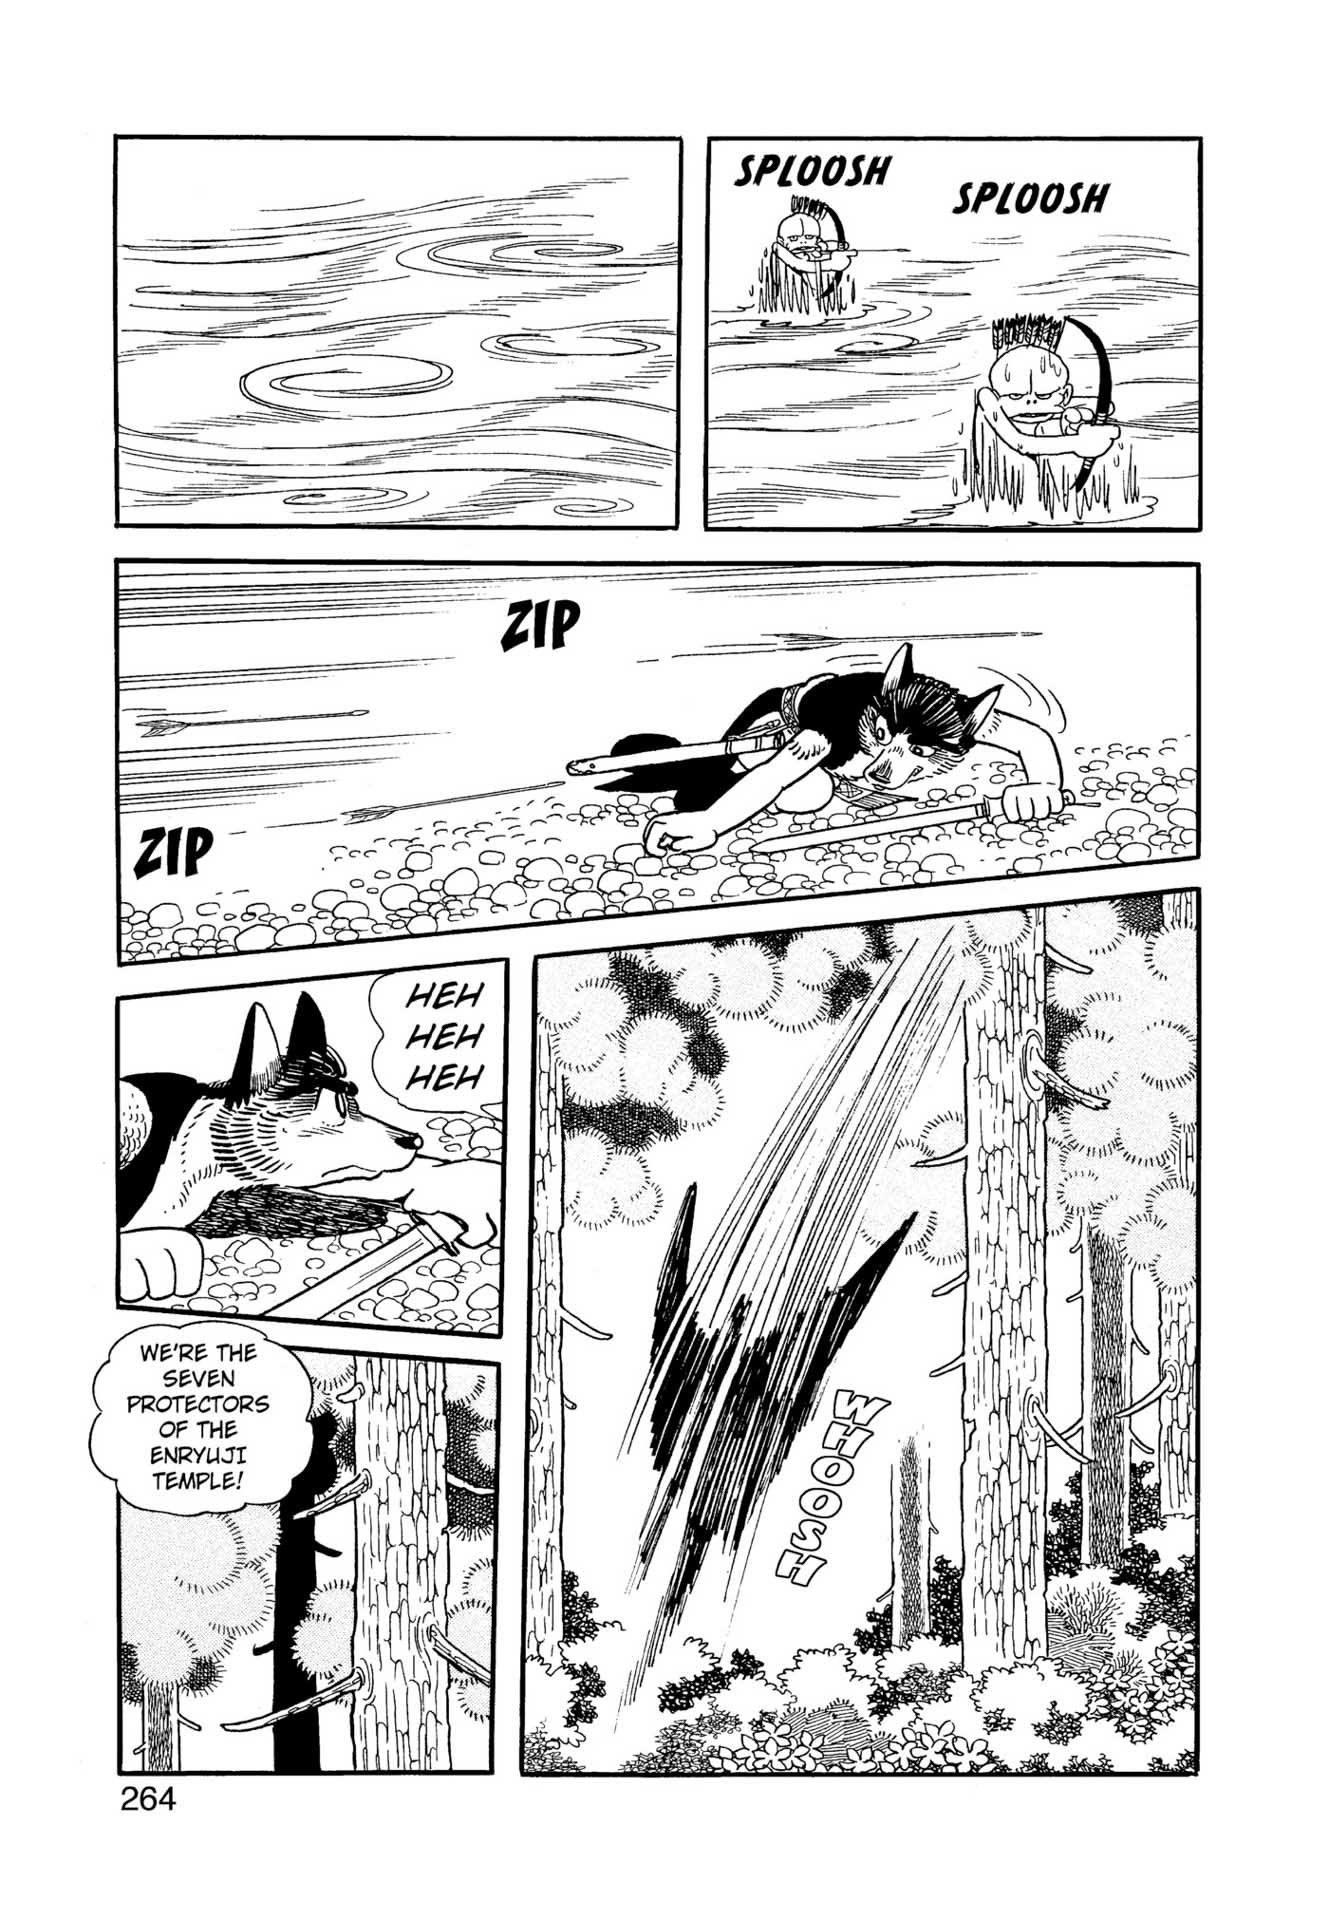 SPLOOSH
SPLOOSH
ZIP
ZIP
HEH
HEH
HEH
WHOOSH
WE'RE THE
SEVEN
PROTECTORS
OF THE
ENRYUJI
TEMPLE!
264